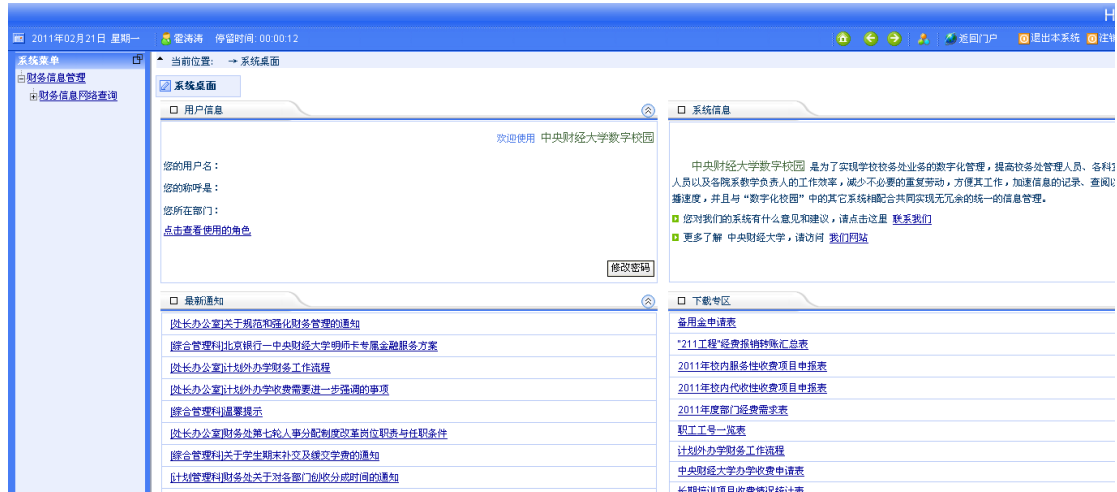 H
2011年02月21日 星期一
霍涛涛 停留时间: 00:00:12
返回门户
退出本系统
注销
系统菜单
当前位置: → 系统桌面
财务信息管理
财务信息网络查询
系统桌面
用户信息
欢迎使用 中央财经大学数字校园
您的用户名：
您的称呼是：
您所在部门：
点击查看使用的角色
修改密码
系统信息
中央财经大学数字校园 是为了实现学校校务处业务的数字化管理，提高校务处管理人员、各科室
人员以及各院系教学负责人的工作效率，减少不必要的重复劳动，方便其工作，加速信息的记录、查阅以
播速度，并且与“数字化校园”中的其它系统相配合共同实现无冗余的统一的信息管理。
您对我们的系统有什么意见和建议，请点击这里 联系我们
更多了解 中央财经大学，请访问 我们网站
最新通知
[处长办公室]关于规范和强化财务管理的通知
[综合管理科]北京银行—中央财经大学明师卡专属金融服务方案
[处长办公室]计划外办学财务工作流程
[处长办公室]计划外办学收费需要进一步强调的事项
[综合管理科]温馨提示
[处长办公室]财务处第七轮人事分配制度改革岗位职责与任职条件
[综合管理科]关于学生期末补交及缓交学费的通知
[计划管理科]财务处关于对各部门创收分成时间的通知
下载专区
备用金申请表
"211工程"经费报销转账汇总表
2011年校内服务性收费项目申报表
2011年校内代收性收费项目申报表
2011年度部门经费需求表
职工工号一览表
计划外办学财务工作流程
中央财经大学办学收费申请表
长期培训项目收费情况统计表